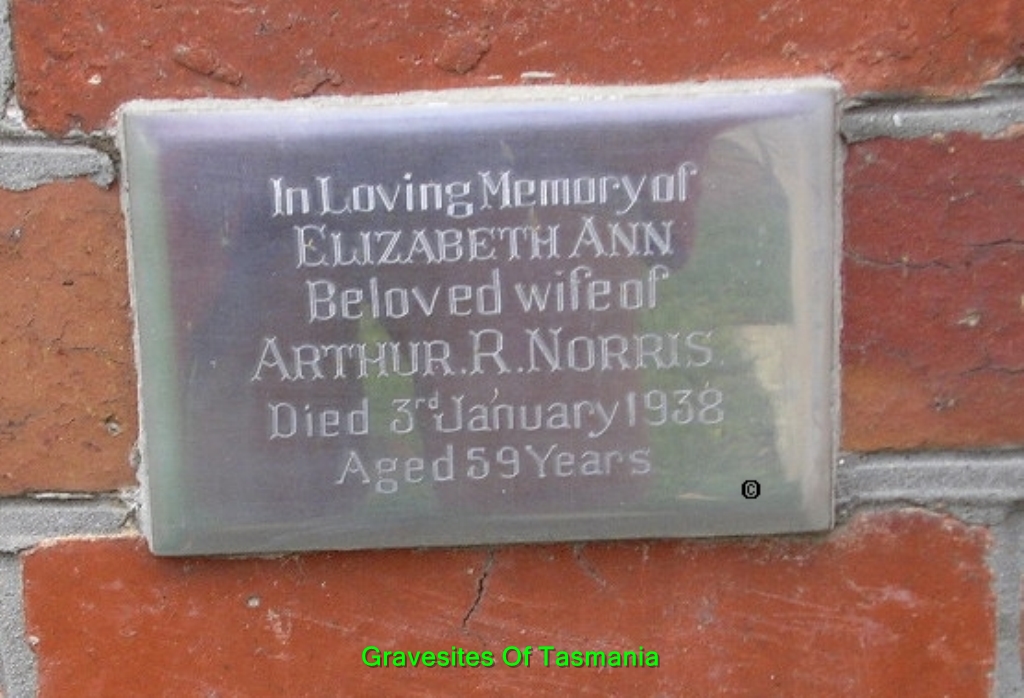 In Loving Memory of
ELIZABETH ANN
Beloved wife of
ARTHUR. R. NORRIS.
Died 3rd January 1938
Aged 59 Years
©
Gravesites Of Tasmania